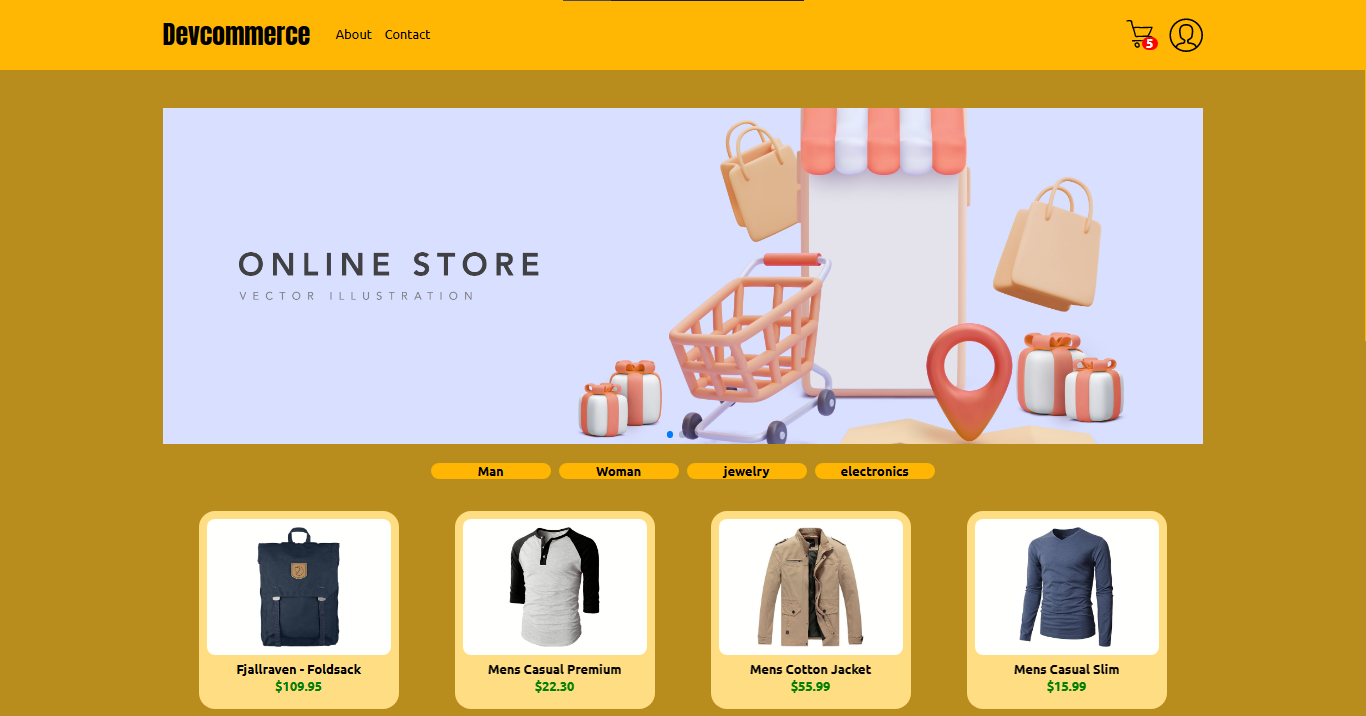 Devcommerce
About
Contact
5
ONLINE STORE
VECTOR ILLUSTRATION
Man
Woman
jewelry
electronics
Fjallraven - Foldsack
$109.95
Mens Casual Premium
$22.30
Mens Cotton Jacket
$55.99
Mens Casual Slim
$15.99